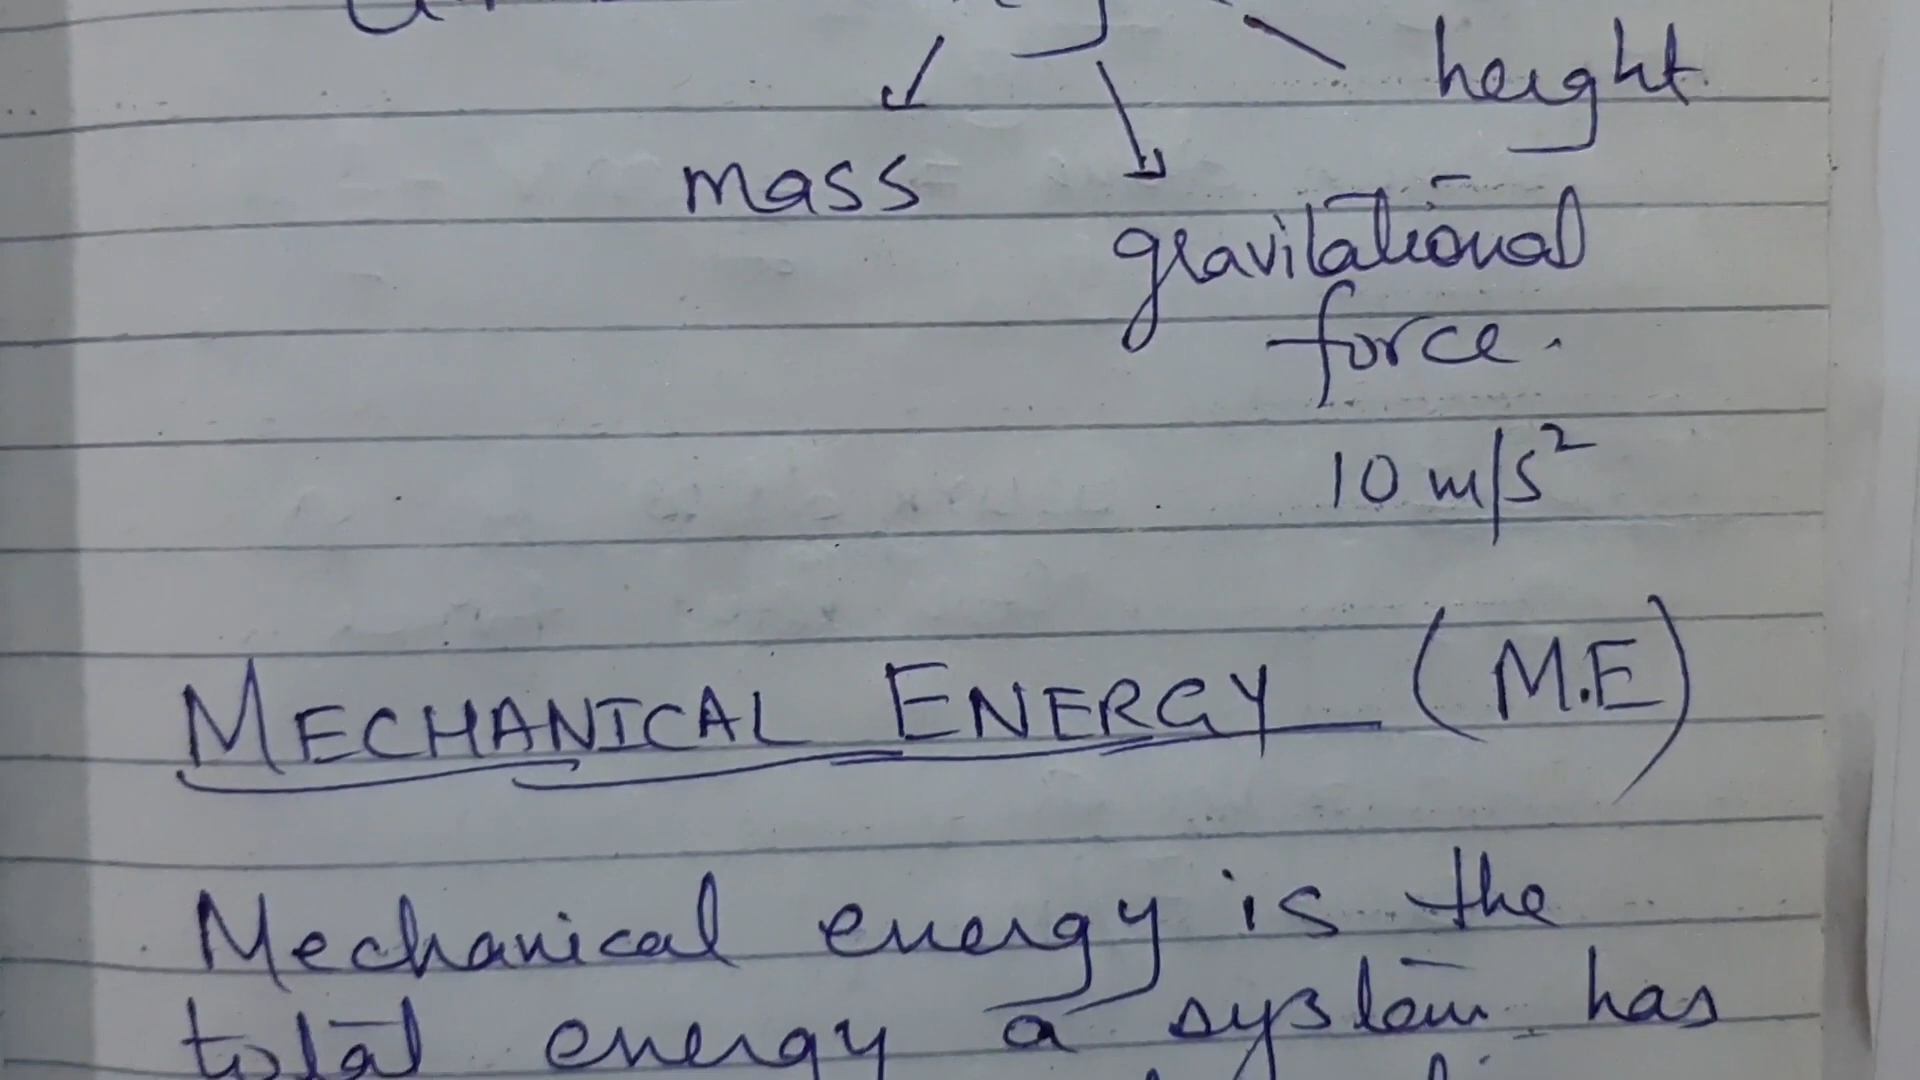 height
mass
gravitational
force.
10 m/s²
MECHANICAL ENERGY (M.E)
Mechanical energy is the
total energy a system has